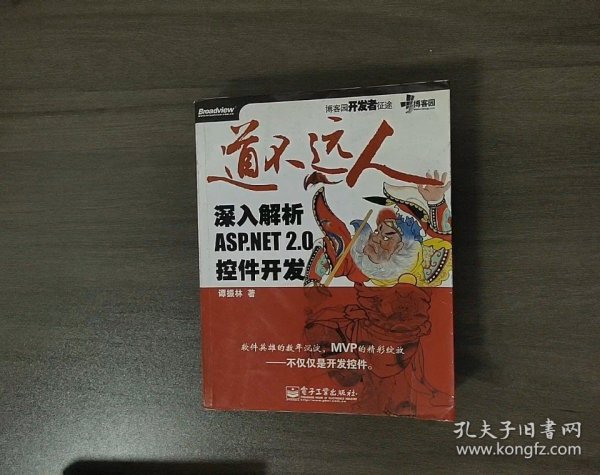 Broadview
博客园开发者征途
博客园
道不远人
深入解析
ASP.NET 2.0
控件开发
谭振林 著
软件英雄的数年沉淀，MVP的精彩绽放
——不仅仅是开发控件。
电子工业出版社
孔夫子旧书网
www.kongfz.com